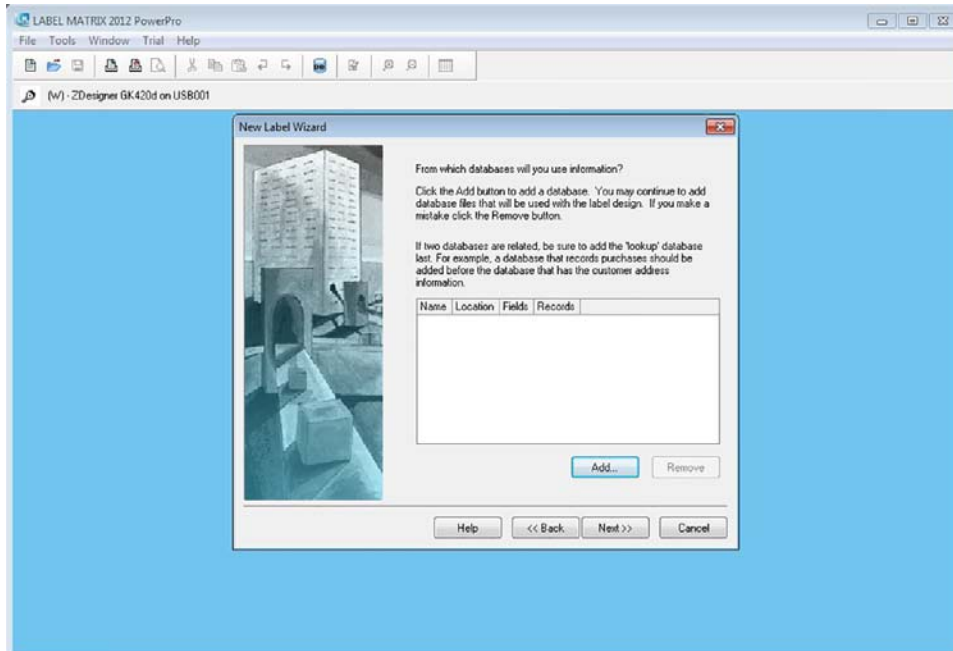 LABEL MATRIX 2012 PowerPro
File Tools Window Trial Help
(W) - ZDesigner GK420d on USB001
New Label Wizard
From which databases will you use information?
Click the Add button to add a database. You may continue to add
database files that will be used with the label design. If you make a
mistake click the Remove button.
If two databases are related, be sure to add the 'lookup' database
last. For example, a database that records purchases should be
added before the database that has the customer address
information.
Name Location Fields Records
Add... Remove
Help << Back Next >> Cancel